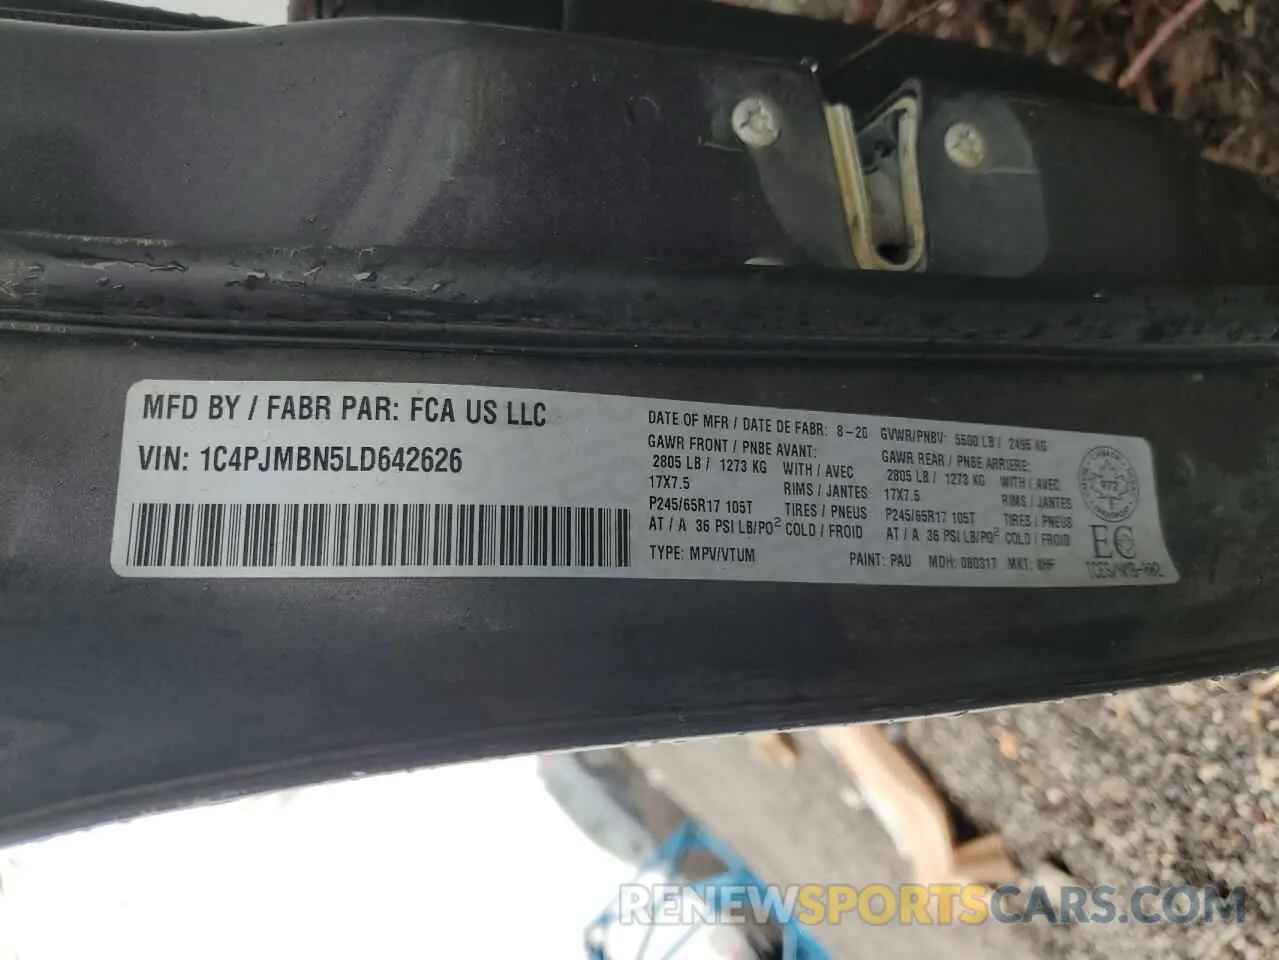 MFD BY / FABR PAR: FCA US LLC
VIN: 1C4PJMBN5LD642626
DATE OF MFR / DATE DE FABR: 8-20 GVWR/PNBV: 5500 LB / 2495 KG
GAWR FRONT / PNBE AVANT: GAWR REAR / PNBE ARRIERE:
2805 LB / 1273 KG WITH / AVEC 2805 LB / 1273 KG WITH / AVEC
17X7.5 RIMS / JANTES 17X7.5 RIMS / JANTES
P245/65R17 105T TIRES / PNEUS P245/65R17 105T TIRES / PNEUS
AT / A 36 PSI LB/PO² COLD / FROID AT / A 36 PSI LB/PO² COLD / FROID
TYPE: MPV/VTUM PAINT: PAU MDH: 080317 MKT:
EC
RENEWSPORTSCARS.COM